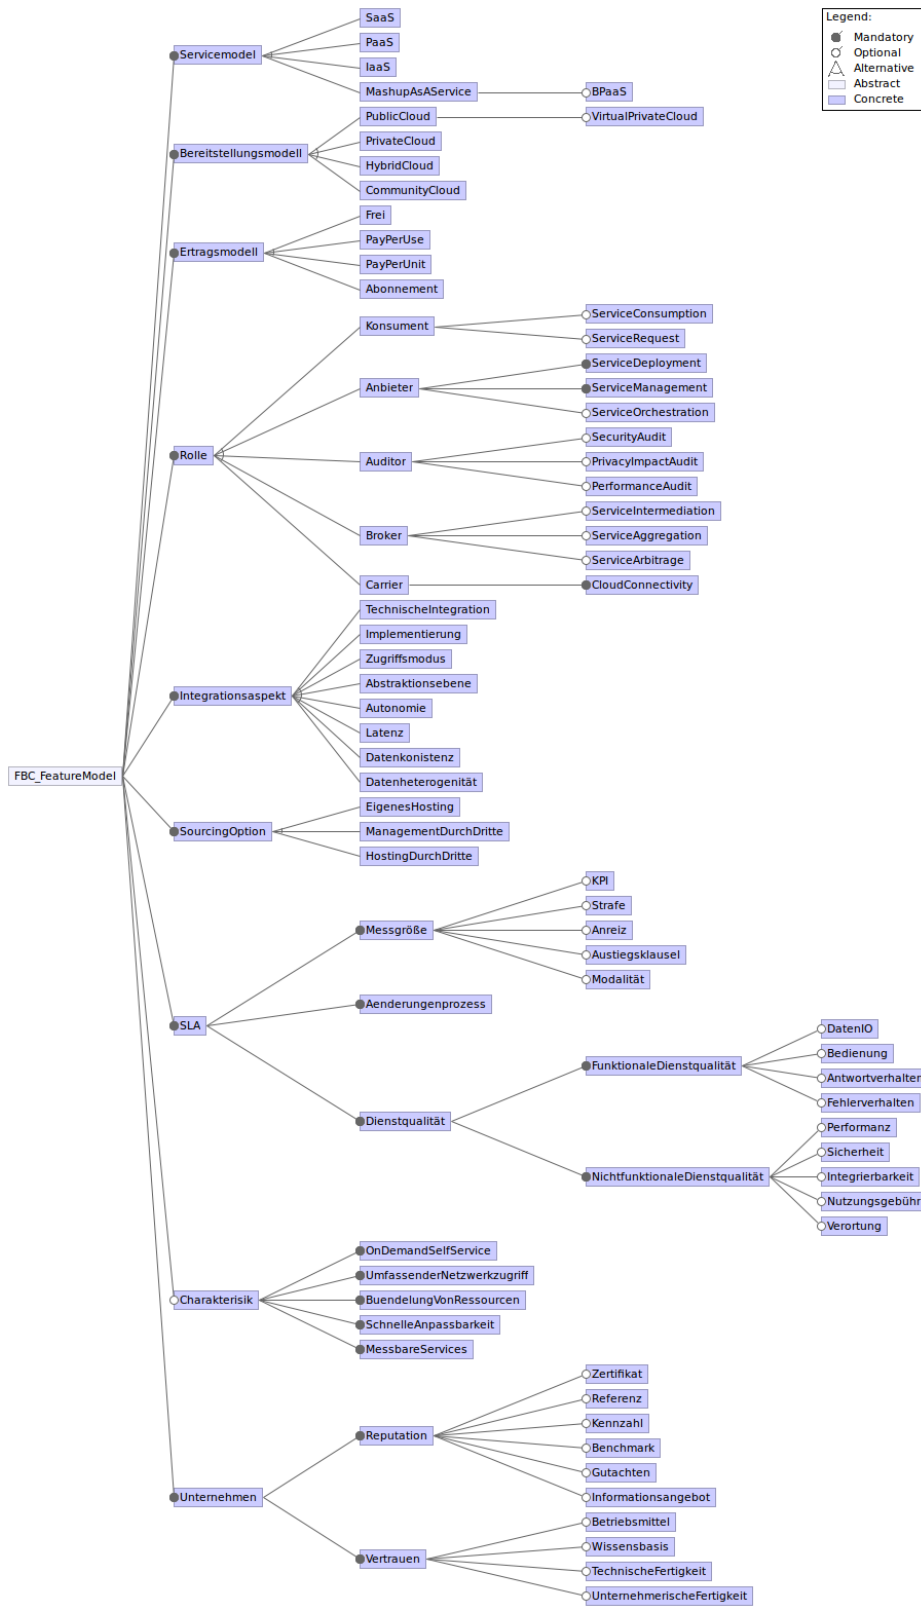 Legend:
Mandatory
Optional
Alternative
Abstract
Concrete
FBC_FeatureModel
Servicemodel
SaaS
PaaS
IaaS
MashupAsAService
BPaaS
Bereitstellungsmodell
PublicCloud
VirtualPrivateCloud
PrivateCloud
HybridCloud
CommunityCloud
Ertragsmodell
Frei
PayPerUse
PayPerUnit
Abonnement
Rolle
Konsument
ServiceConsumption
ServiceRequest
Anbieter
ServiceDeployment
ServiceManagement
ServiceOrchestration
Auditor
SecurityAudit
PrivacyImpactAudit
PerformanceAudit
Broker
ServiceIntermediation
ServiceAggregation
ServiceArbitrage
Carrier
CloudConnectivity
Integrationsaspekt
TechnischeIntegration
Implementierung
Zugriffsmodus
Abstraktionsebene
Autonomie
Latenz
Datenkonistenz
Datenheterogenität
SourcingOption
EigenesHosting
ManagementDurchDritte
HostingDurchDritte
SLA
Messgröße
KPI
Strafe
Anreiz
Austiegsklausel
Modalität
Aenderungenprozess
Dienstqualität
FunktionaleDienstqualität
DatenIO
Bedienung
Antwortverhalten
Fehlerverhalten
NichtfunktionaleDienstqualität
Performanz
Sicherheit
Integrierbarkeit
Nutzungsgebühr
Verortung
Charakterisik
OnDemandSelfService
UmfassenderNetzwerkzugriff
BuendelungVonRessourcen
SchnelleAnpassbarkeit
MessbareServices
Unternehmen
Reputation
Zertifikat
Referenz
Kennzahl
Benchmark
Gutachten
Informationsangebot
Vertrauen
Betriebsmittel
Wissensbasis
TechnischeFertigkeit
UnternehmerischeFertigkeit